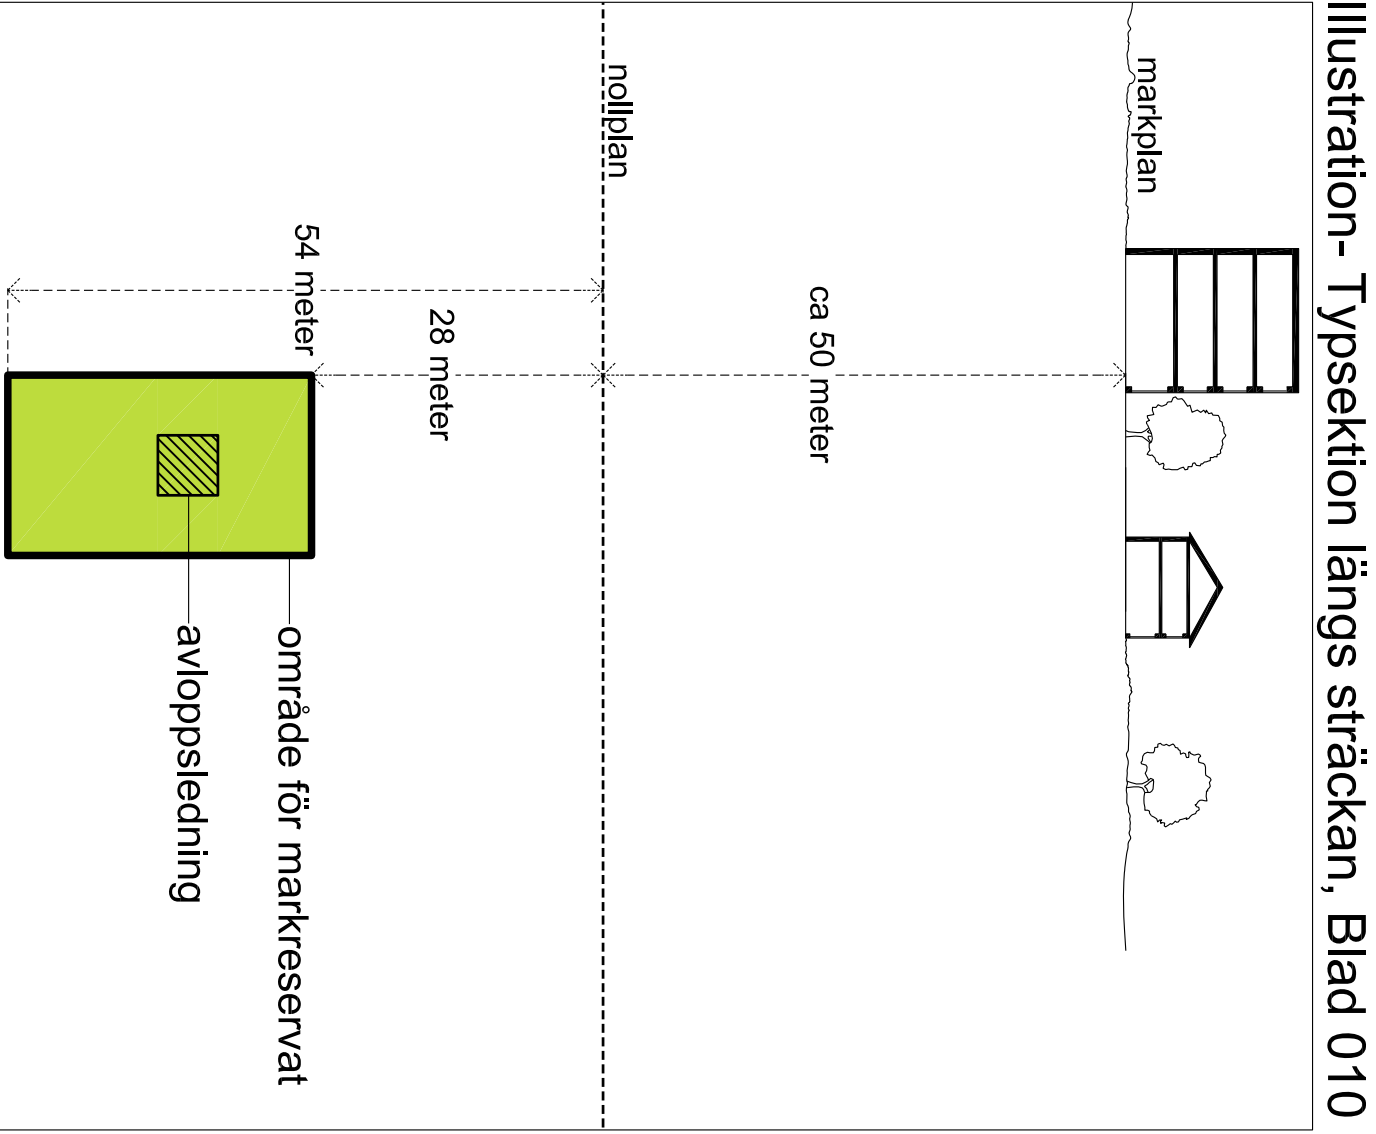 Illustration- Typsektion längs sträckan, Blad 010
markplan
ca 50 meter
nollplan
28 meter
54 meter
område för markreservat
avloppsledning